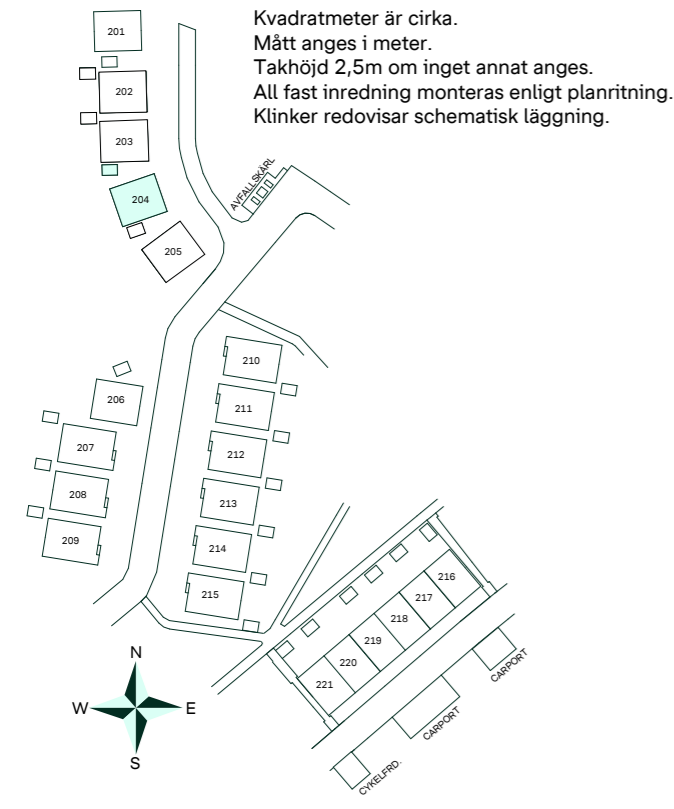 Kvadratmeter är cirka.
Mått anges i meter.
Takhöjd 2,5m om inget annat anges.
All fast inredning monteras enligt planritning.
Klinker redovisar schematisk läggning.
201
202
203
204
205
AVFALLSKÄRL
210
206
211
207
212
208
213
209
214
215
216
217
218
219
220
221
CARPORT
CARPORT
CYKELFRD.
N
W
E
S